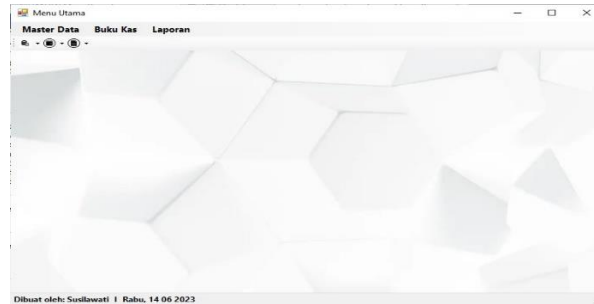 Menu Utama
Master Data Buku Kas Laporan
Dibuat oleh: Susilawati I Rabu, 14 06 2023